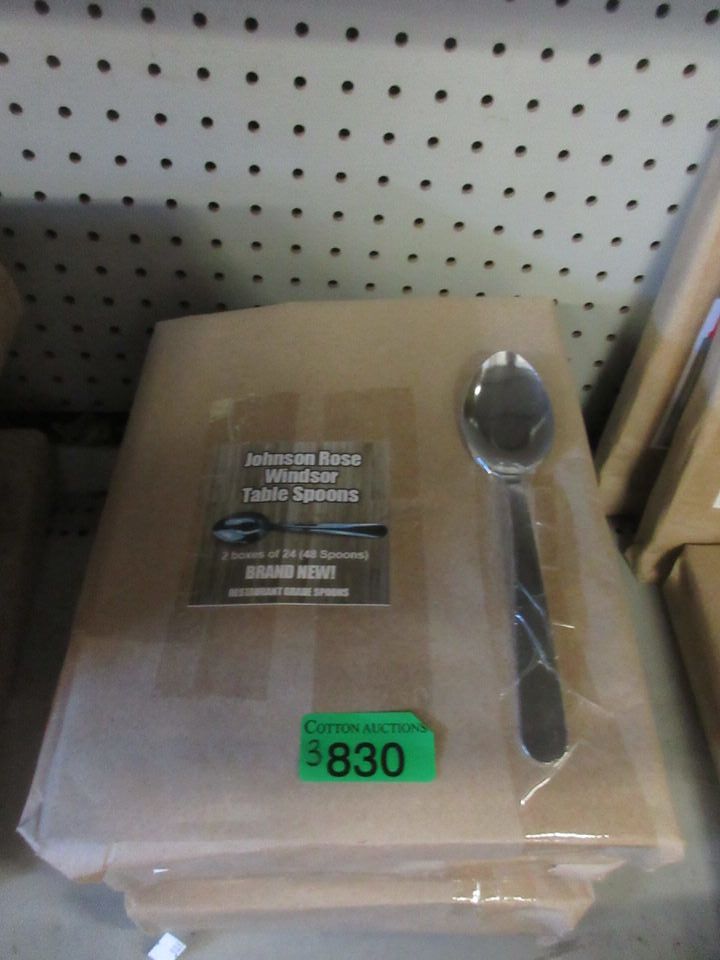 Johnson Rose
Windsor
Table Spoons
2 boxes of 24 (48 Spoons)
BRAND NEW!
RESTAURANT GRADE SPOONS
COTTON AUCTIONS
3830